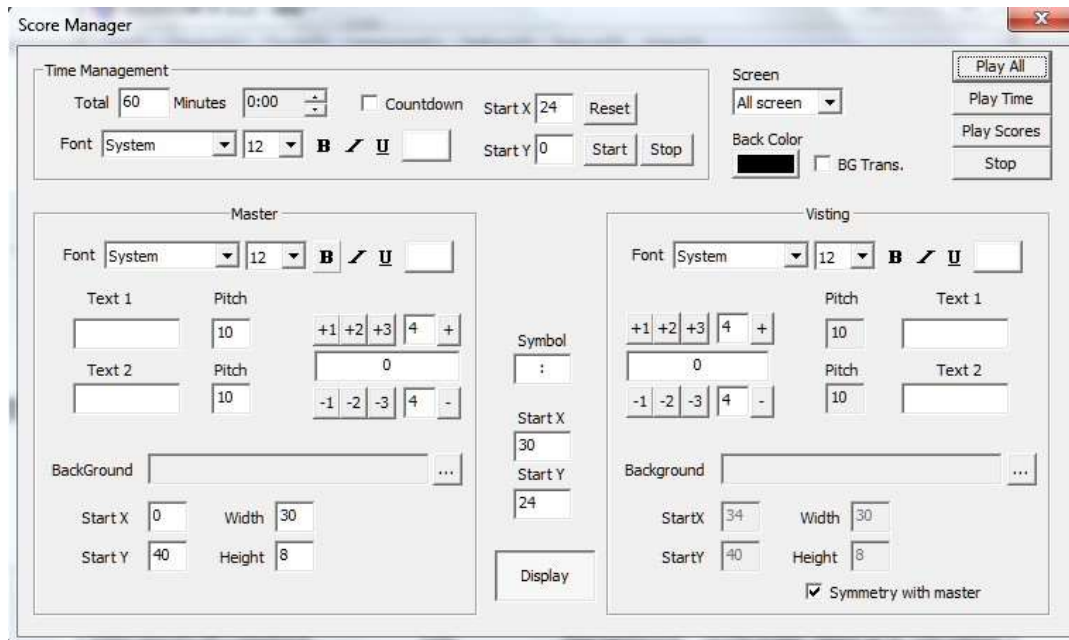 Score Manager
x
Time Management
Total 60 Minutes 0:00 Countdown Start X 24 Reset
Font System 12 B I U Start Y 0 Start Stop
Screen
All screen
Back Color
BG Trans.
Play All
Play Time
Play Scores
Stop
Master
Font System 12 B I U
Text 1 Pitch
10
+1 +2 +3 4 +
0
Text 2 Pitch
10
-1 -2 -3 4 -
BackGround ...
Start X 0 Width 30
Start Y 40 Height 8
Symbol
:
Start X
30
Start Y
24
Display
Visting
Font System 12 B I U
Pitch Text 1
+1 +2 +3 4 +
10
0
Pitch Text 2
-1 -2 -3 4 -
10
Background ...
StartX 34 Width 30
StartY 40 Height 8
Symmetry with master